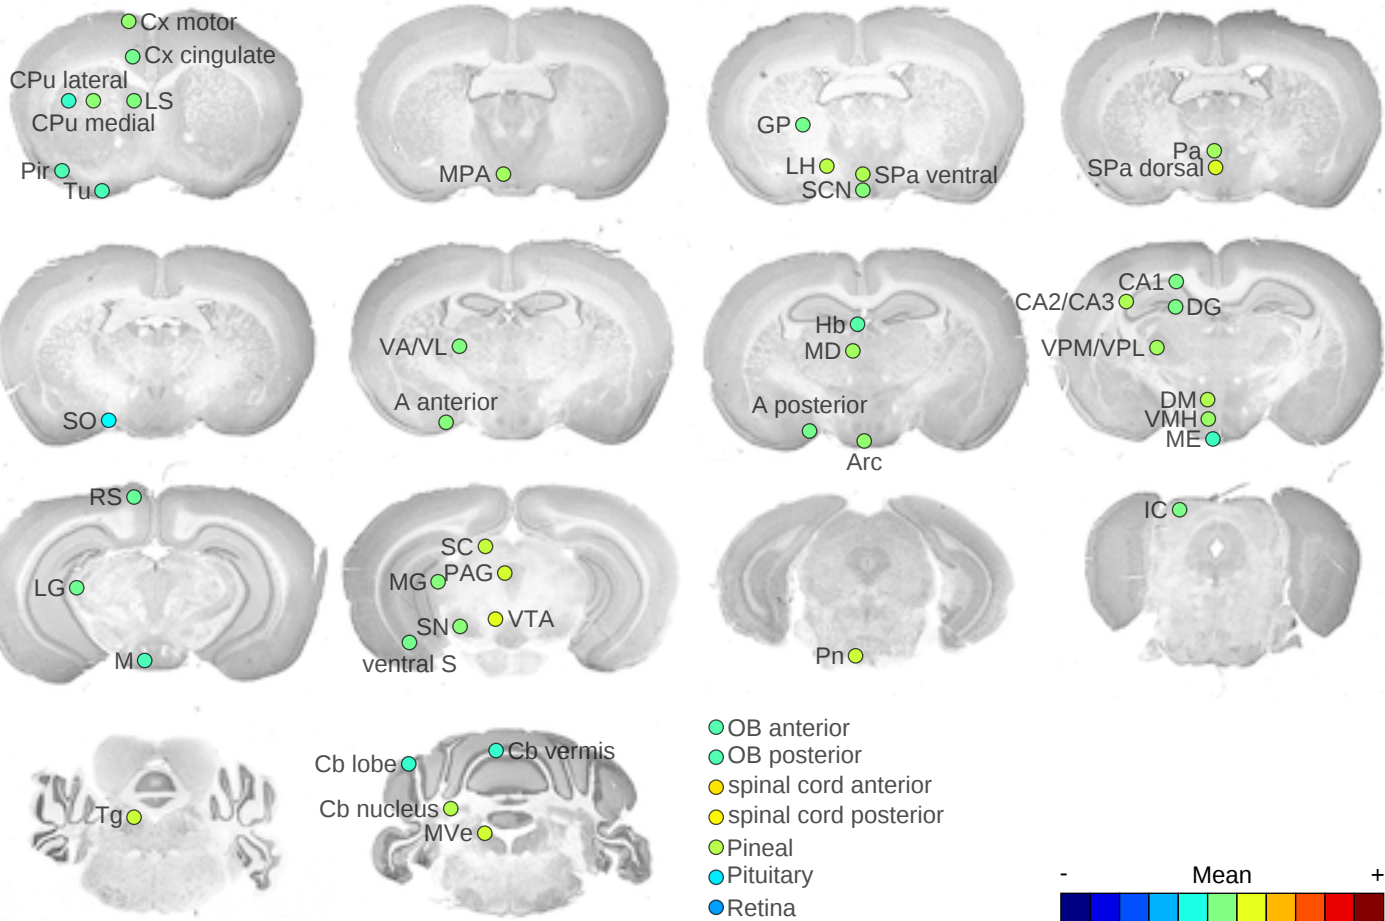 Cx motor
Cx cingulate
CPu lateral
LS
CPu medial
Pir
Tu
MPA
GP
LH
SPa ventral
SCN
Pa
SPa dorsal
SO
VA/VL
A anterior
Hb
MD
A posterior
Arc
CA1
CA2/CA3
DG
VPM/VPL
DM
VMH
ME
RS
LG
M
SC
PAG
MG
VTA
SN
ventral S
Pn
IC
Tg
Cb lobe
Cb vermis
Cb nucleus
MVe
OB anterior
OB posterior
spinal cord anterior
spinal cord posterior
Pineal
Pituitary
Retina
- Mean +